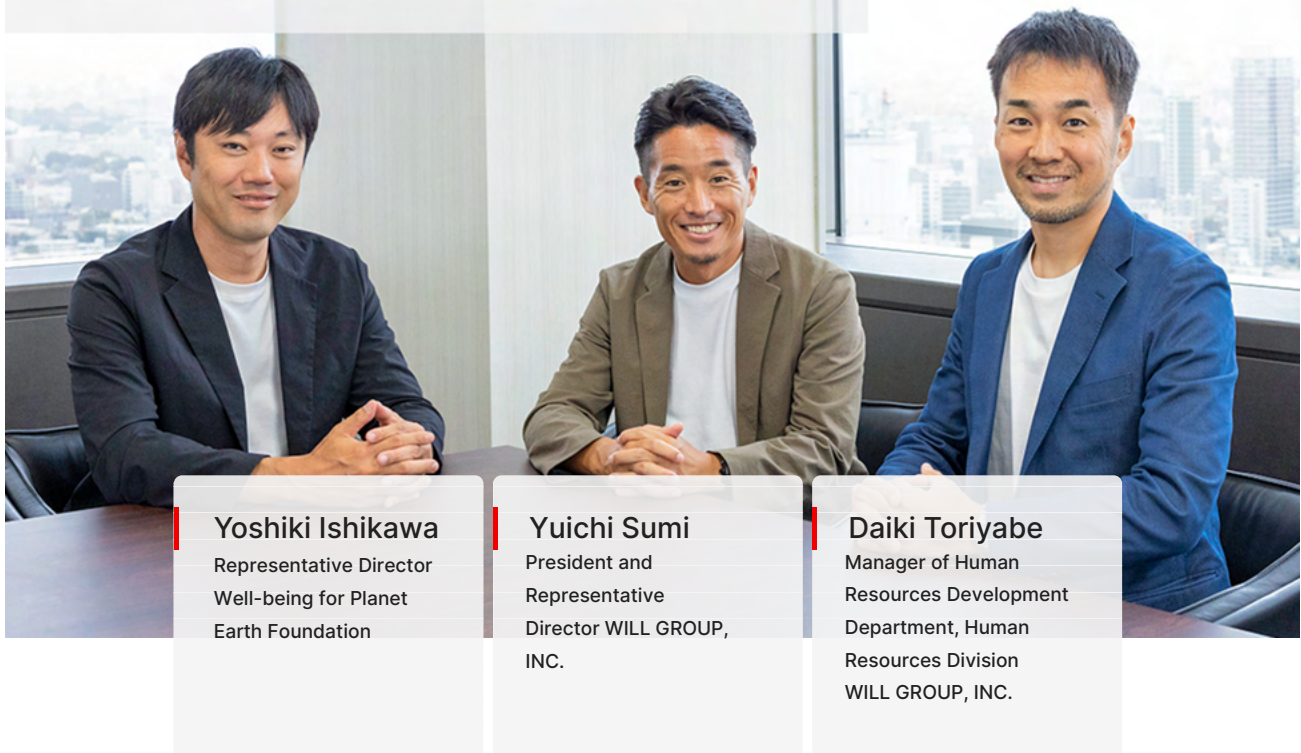 Yoshiki Ishikawa
Representative Director
Well-being for Planet
Earth Foundation
Yuichi Sumi
President and
Representative
Director WILL GROUP,
INC.
Daiki Toriyabe
Manager of Human
Resources Development
Department, Human
Resources Division
WILL GROUP, INC.